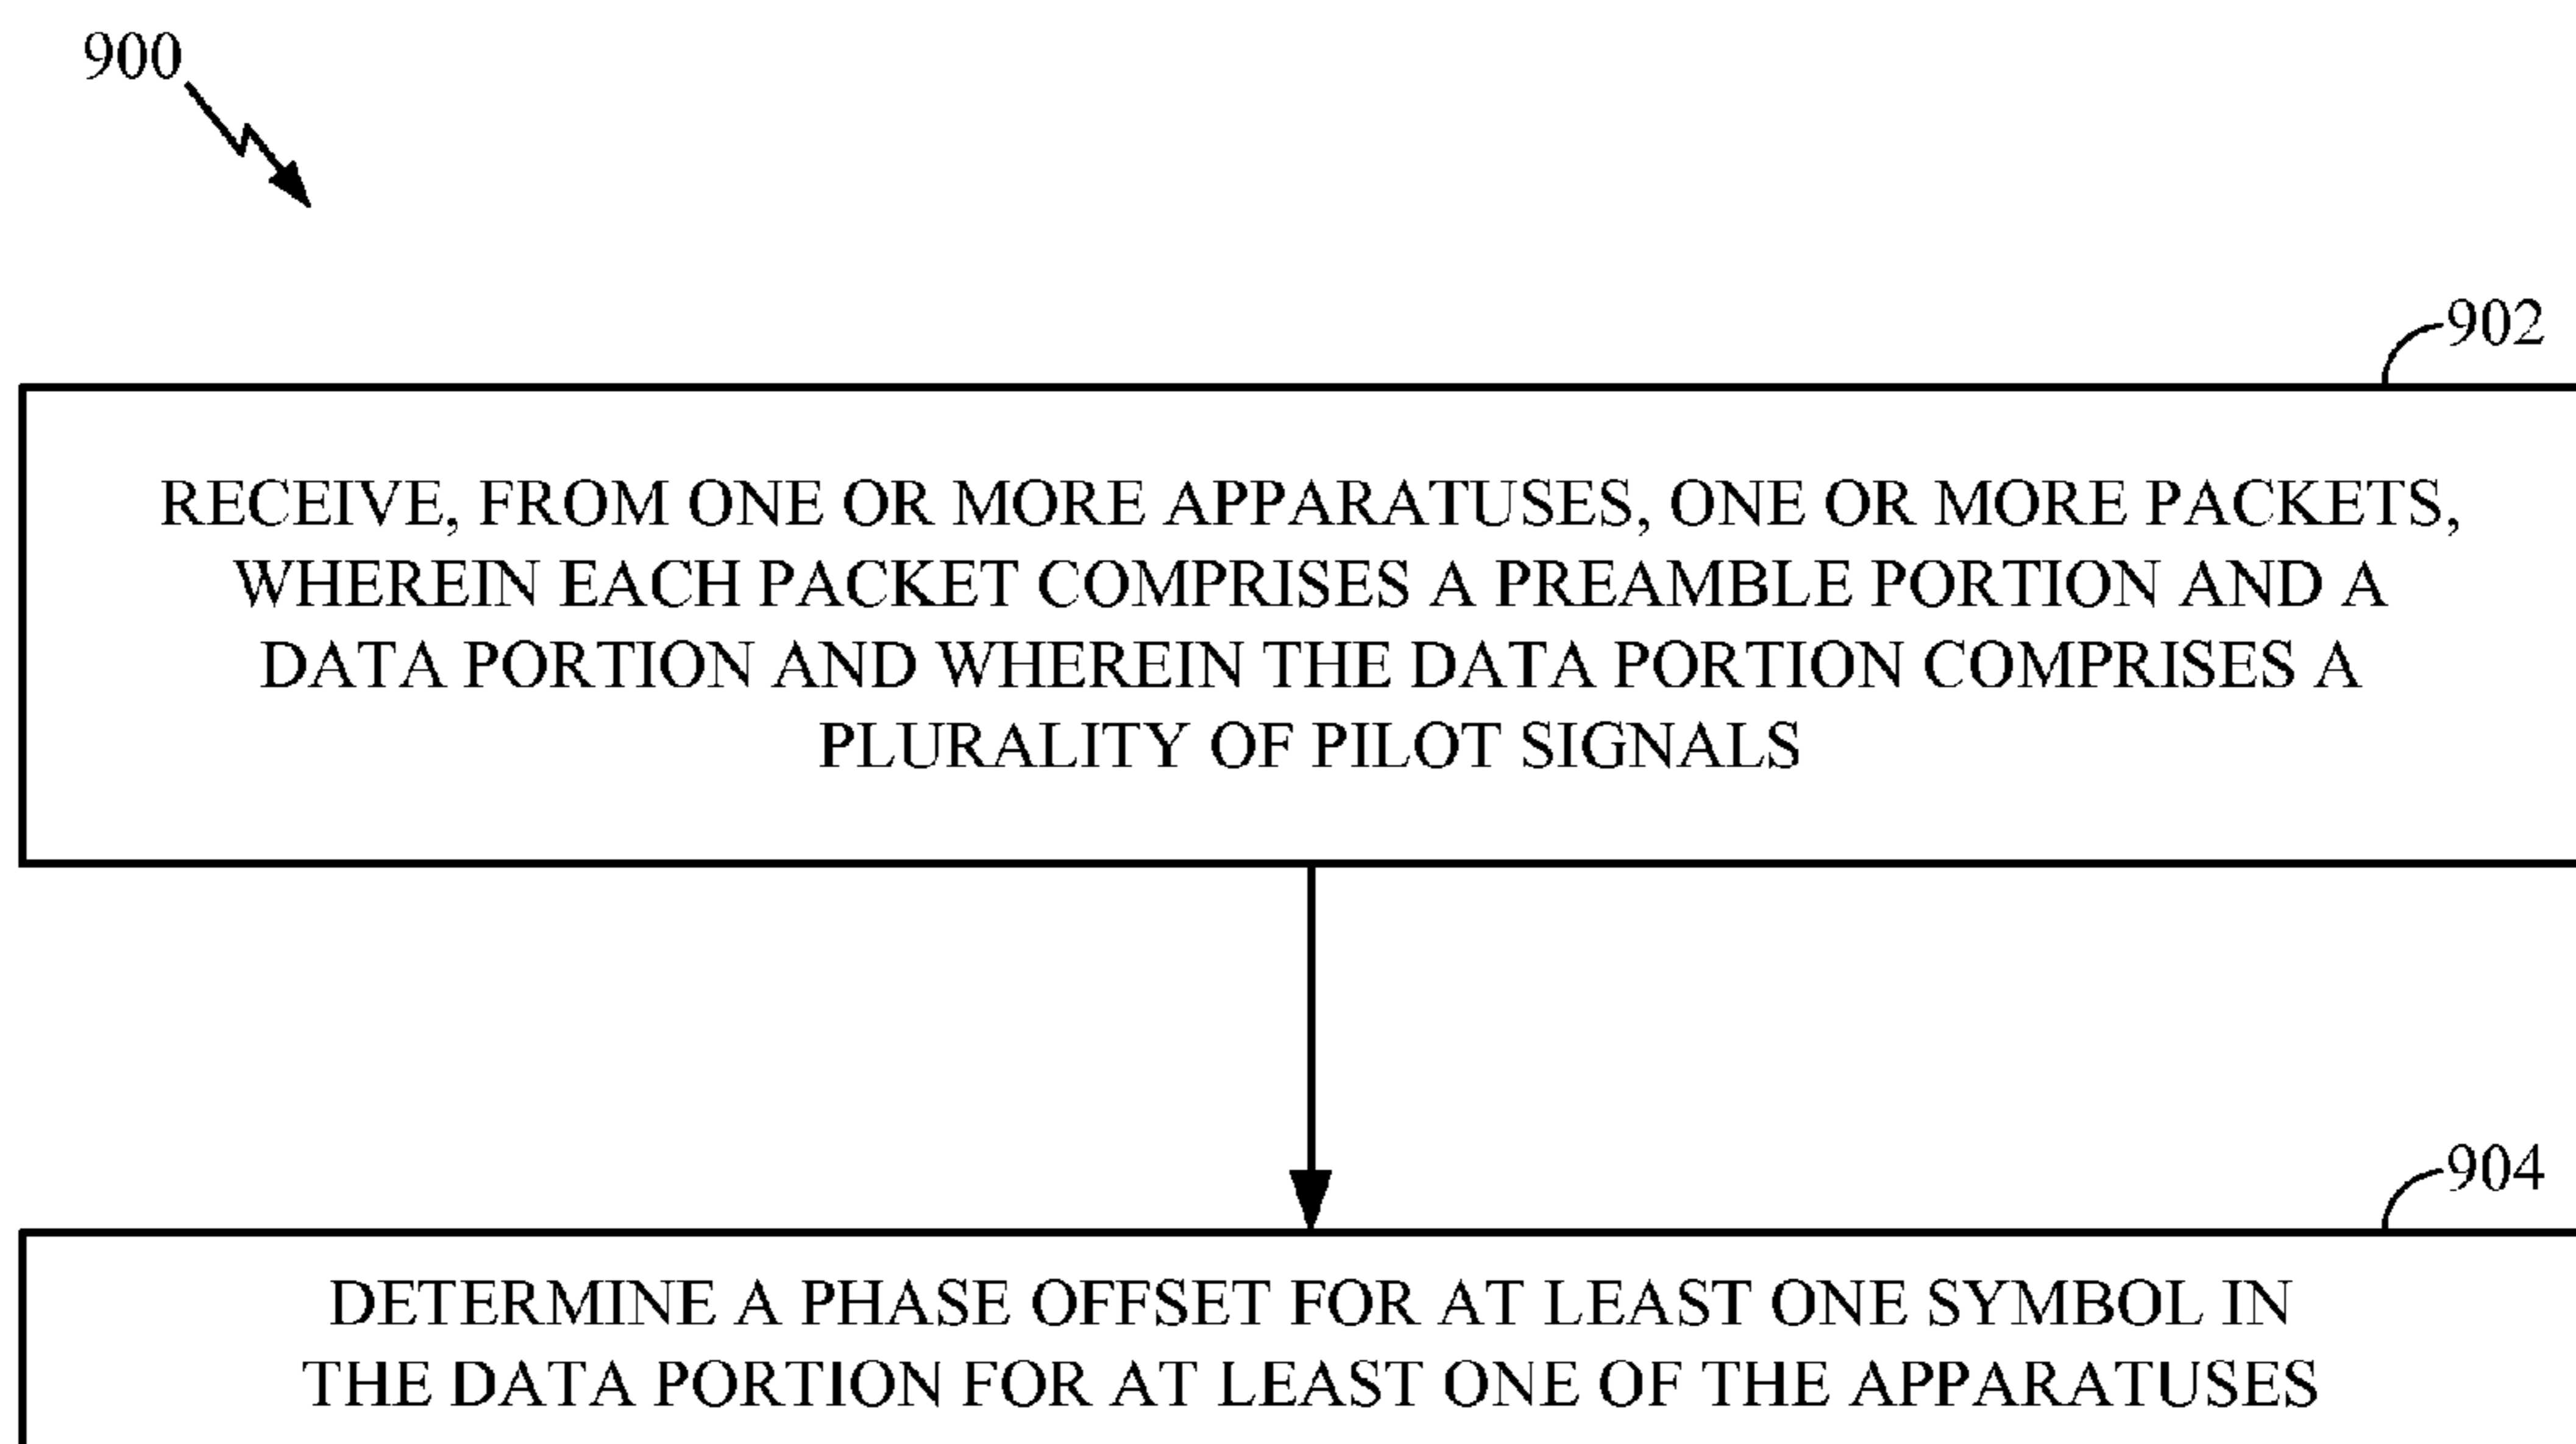 900
902
RECEIVE, FROM ONE OR MORE APPARATUSES, ONE OR MORE PACKETS,
WHEREIN EACH PACKET COMPRISES A PREAMBLE PORTION AND A
DATA PORTION AND WHEREIN THE DATA PORTION COMPRISES A
PLURALITY OF PILOT SIGNALS
904
DETERMINE A PHASE OFFSET FOR AT LEAST ONE SYMBOL IN
THE DATA PORTION FOR AT LEAST ONE OF THE APPARATUSES